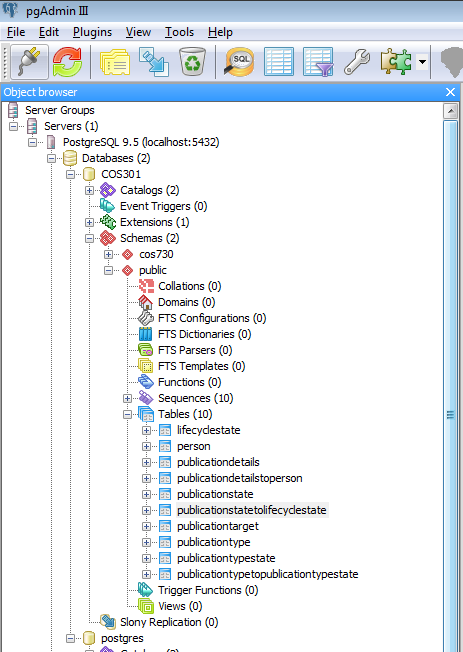 pgAdmin III
File Edit Plugins View Tools Help
SQL
Object browser
Server Groups
Servers (1)
PostgreSQL 9.5 (localhost:5432)
Databases (2)
COS301
Catalogs (2)
Event Triggers (0)
Extensions (1)
Schemas (2)
cos730
public
Collations (0)
Domains (0)
FTS Configurations (0)
FTS Dictionaries (0)
FTS Parsers (0)
FTS Templates (0)
Functions (0)
Sequences (10)
Tables (10)
lifecyclestate
person
publicationdetails
publicationdetailstoperson
publicationstate
publicationstatetolifecyclestate
publicationtarget
publicationtype
publicationtypestate
publicationtypetopublicationtypestate
Trigger Functions (0)
Views (0)
Slony Replication (0)
postgres